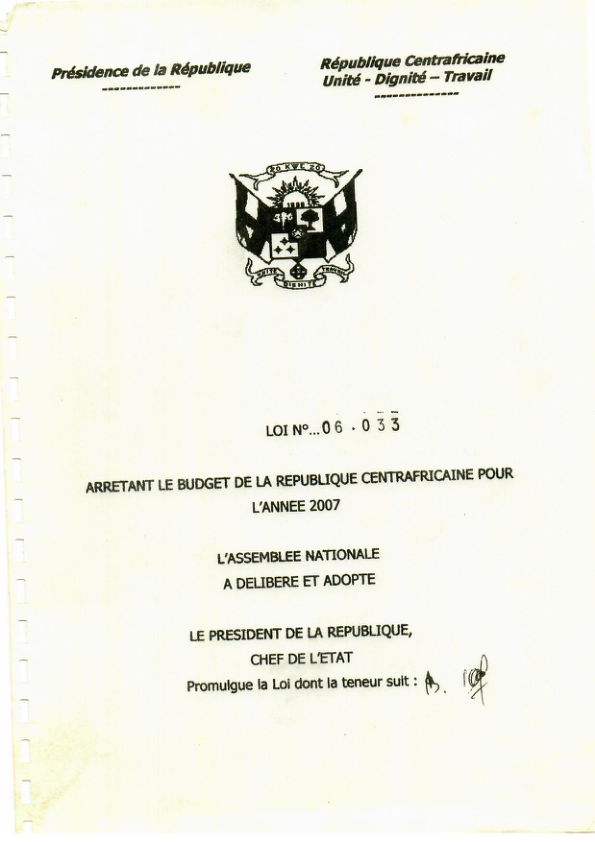 Présidence de la République
-------------
République Centrafricaine
Unité - Dignité – Travail
--------------
ZO KWE ZO
UNITE DIGNITE TRAVAIL
LOI N°...06.033
ARRETANT LE BUDGET DE LA REPUBLIQUE CENTRAFRICAINE POUR
L'ANNEE 2007
L'ASSEMBLEE NATIONALE
A DELIBERE ET ADOPTE
LE PRESIDENT DE LA REPUBLIQUE,
CHEF DE L'ETAT
Promulgue la Loi dont la teneur suit :